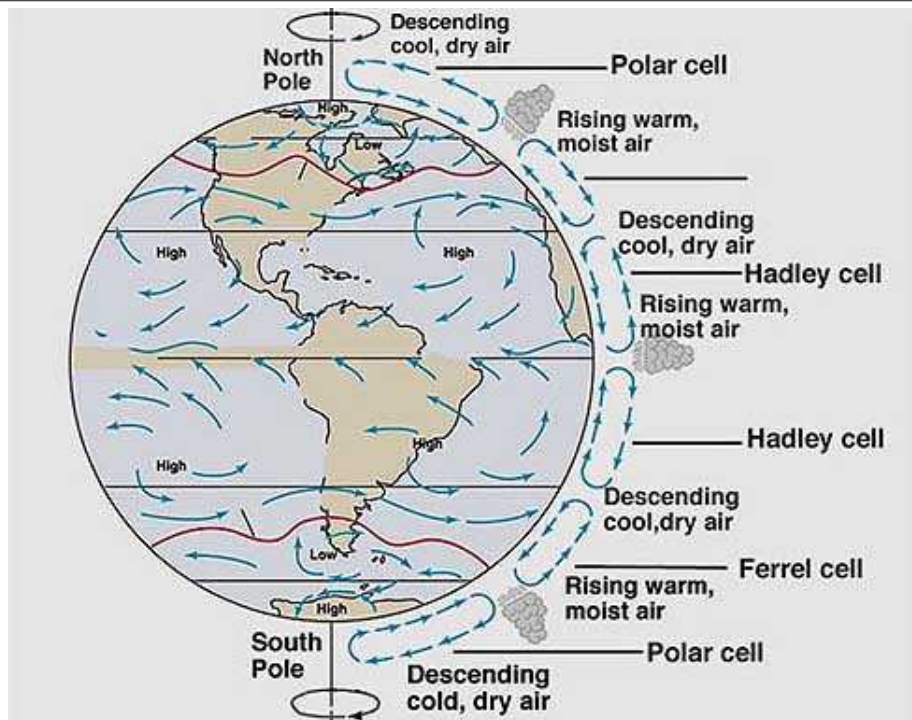 Descending
cool, dry air
North
Pole
Polar cell
High
Rising warm,
moist air
Low
Descending
cool, dry air
High
High
Hadley cell
Rising warm,
moist air
High
Hadley cell
High
Descending
cool,dry air
Low
Ferrel cell
Rising warm,
moist air
High
South
Pole
Polar cell
Descending
cold, dry air